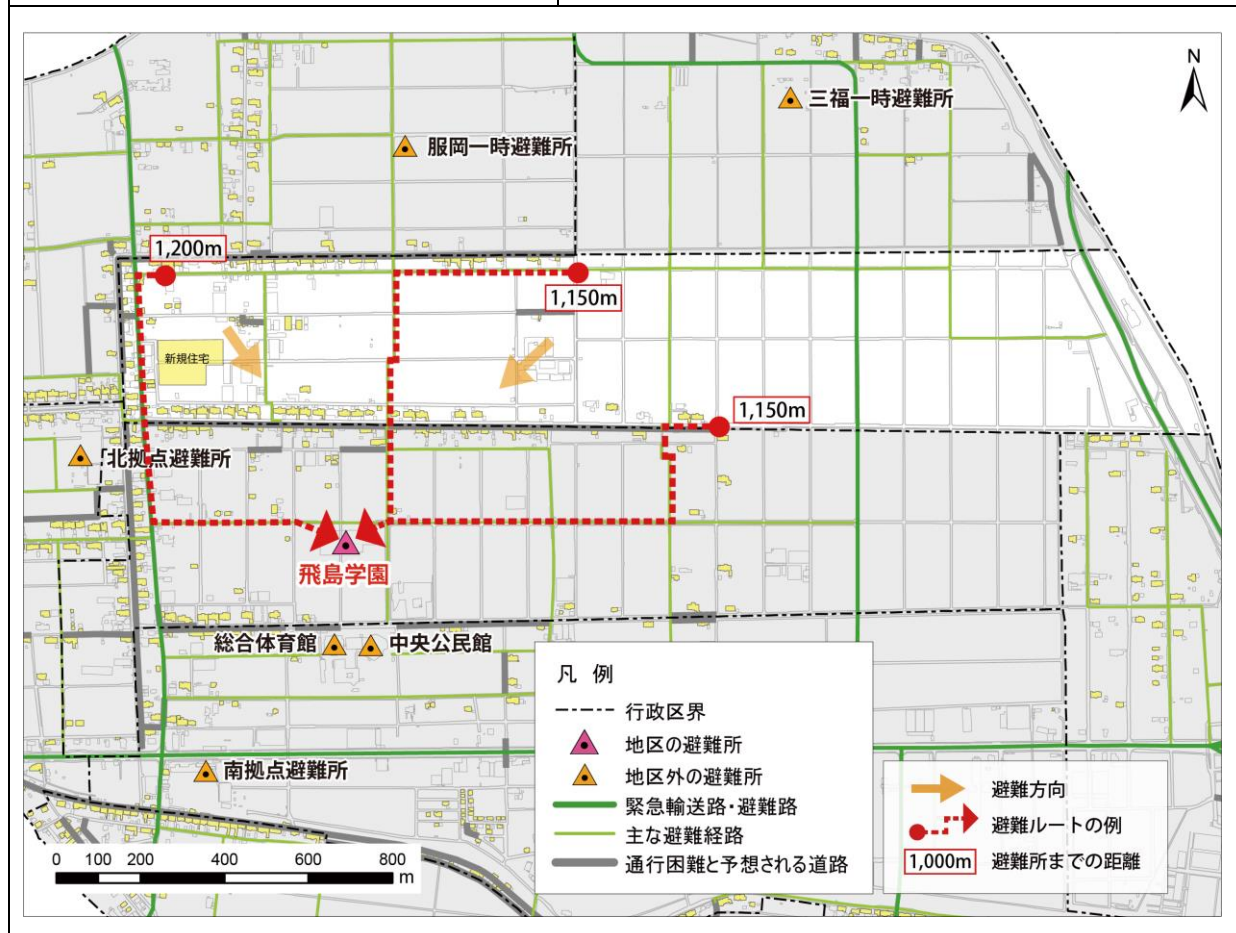 N
三福一時避難所
服岡一時避難所
1,200m
1,150m
新規住宅
1,150m
北拠点避難所
飛島学園
総合体育館
中央公民館
南拠点避難所
凡 例
行政区界
地区の避難所
地区外の避難所
緊急輸送路・避難路
主な避難経路
通行困難と予想される道路
避難方向
避難ルートの例
1,000m 避難所までの距離
0 100 200 400 600 800
m